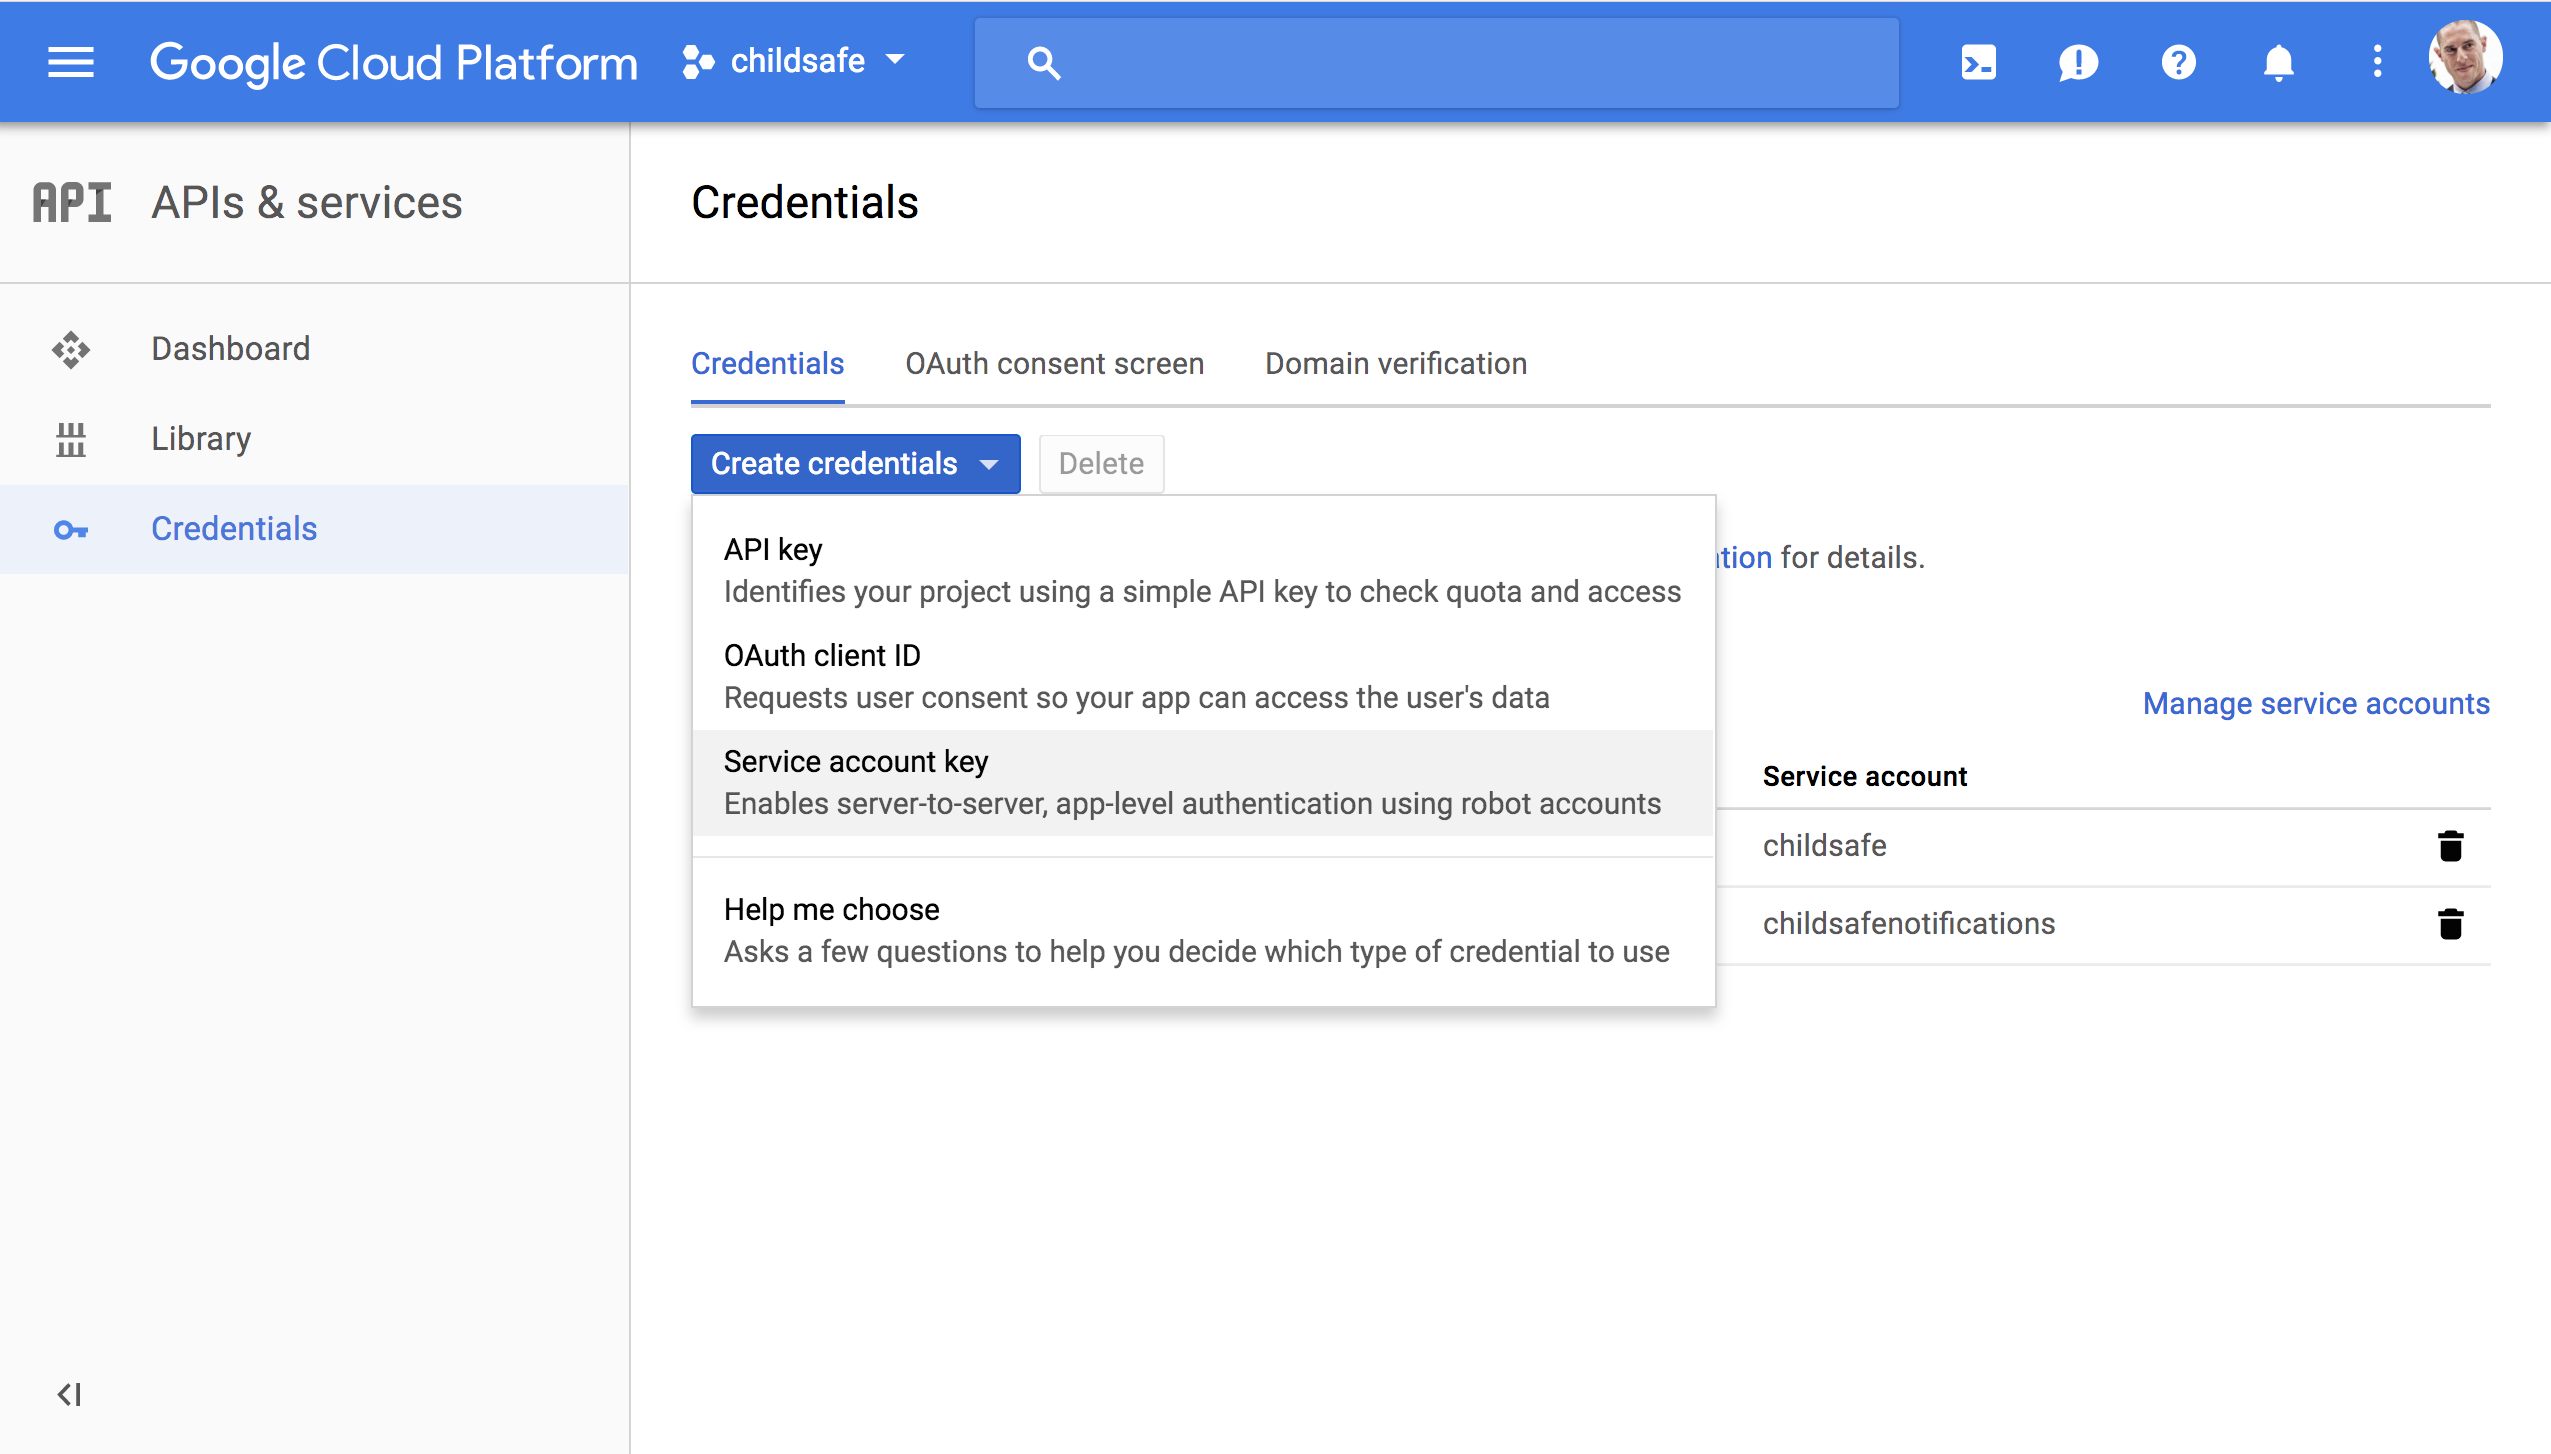 Google Cloud Platform
childsafe
API
APIs & services
Credentials
Dashboard
Library
Credentials
Credentials
OAuth consent screen
Domain verification
Create credentials
Delete
API key
Identifies your project using a simple API key to check quota and access
for details.
OAuth client ID
Requests user consent so your app can access the user's data
Manage service accounts
Service account key
Enables server-to-server, app-level authentication using robot accounts
Service account
childsafe
Help me choose
Asks a few questions to help you decide which type of credential to use
childsafenotifications